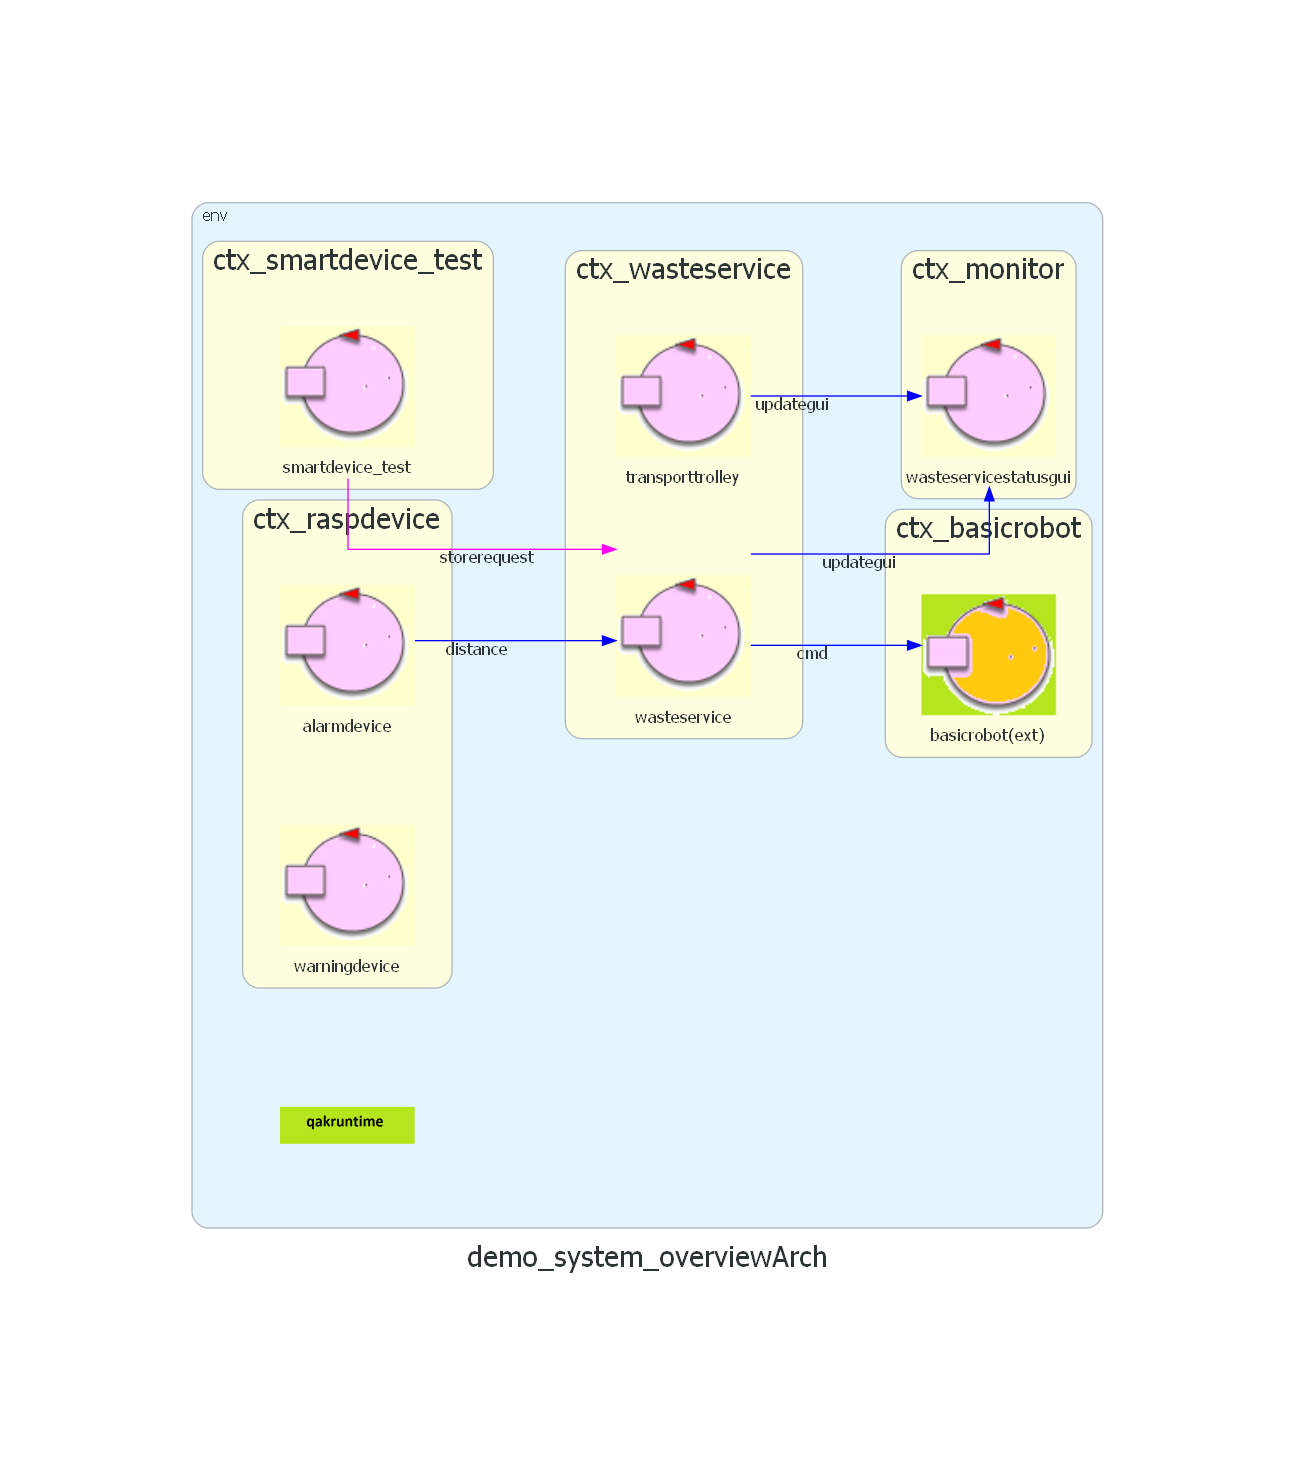 env
ctx_smartdevice_test
smartdevice_test
ctx_wasteservice
transporttrolley
updategui
ctx_monitor
wasteservicestatusgui
ctx_raspdevice
storerequest
alarmdevice
distance
wasteservice
updategui
cmd
ctx_basicrobot
basicrobot(ext)
warningdevice
qakruntime
demo_system_overviewArch